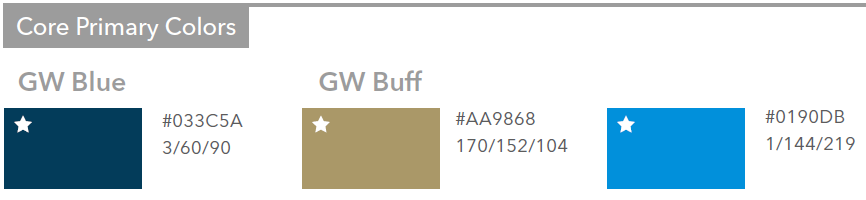 Core Primary Colors
GW Blue
#033C5A
3/60/90
GW Buff
#AA9868
170/152/104
#0190DB
1/144/219